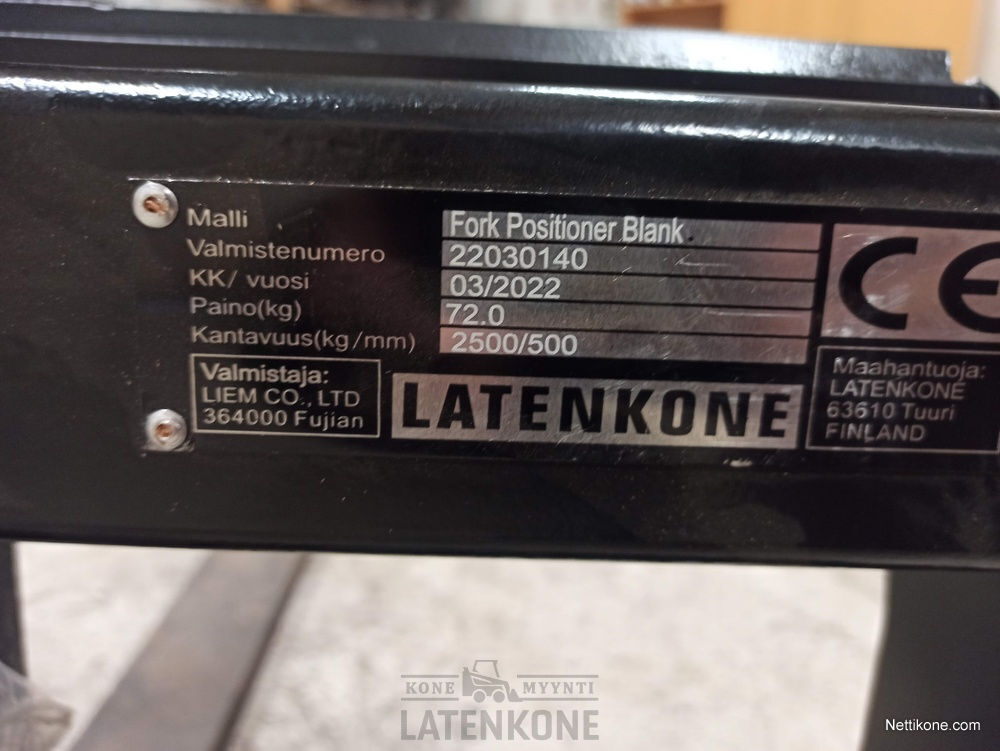 Malli Fork Positioner Blank
Valmistenumero 22030140
KK/ vuosi 03/2022
Paino(kg) 72.0
Kantavuus(kg/mm) 2500/500
CE
Valmistaja:
LIEM CO., LTD
364000 Fujian
LATENKONE
Maahantuoja:
LATENKONE
63610 Tuuri
FINLAND
KONE MYYNTI
LATENKONE
Nettikone.com